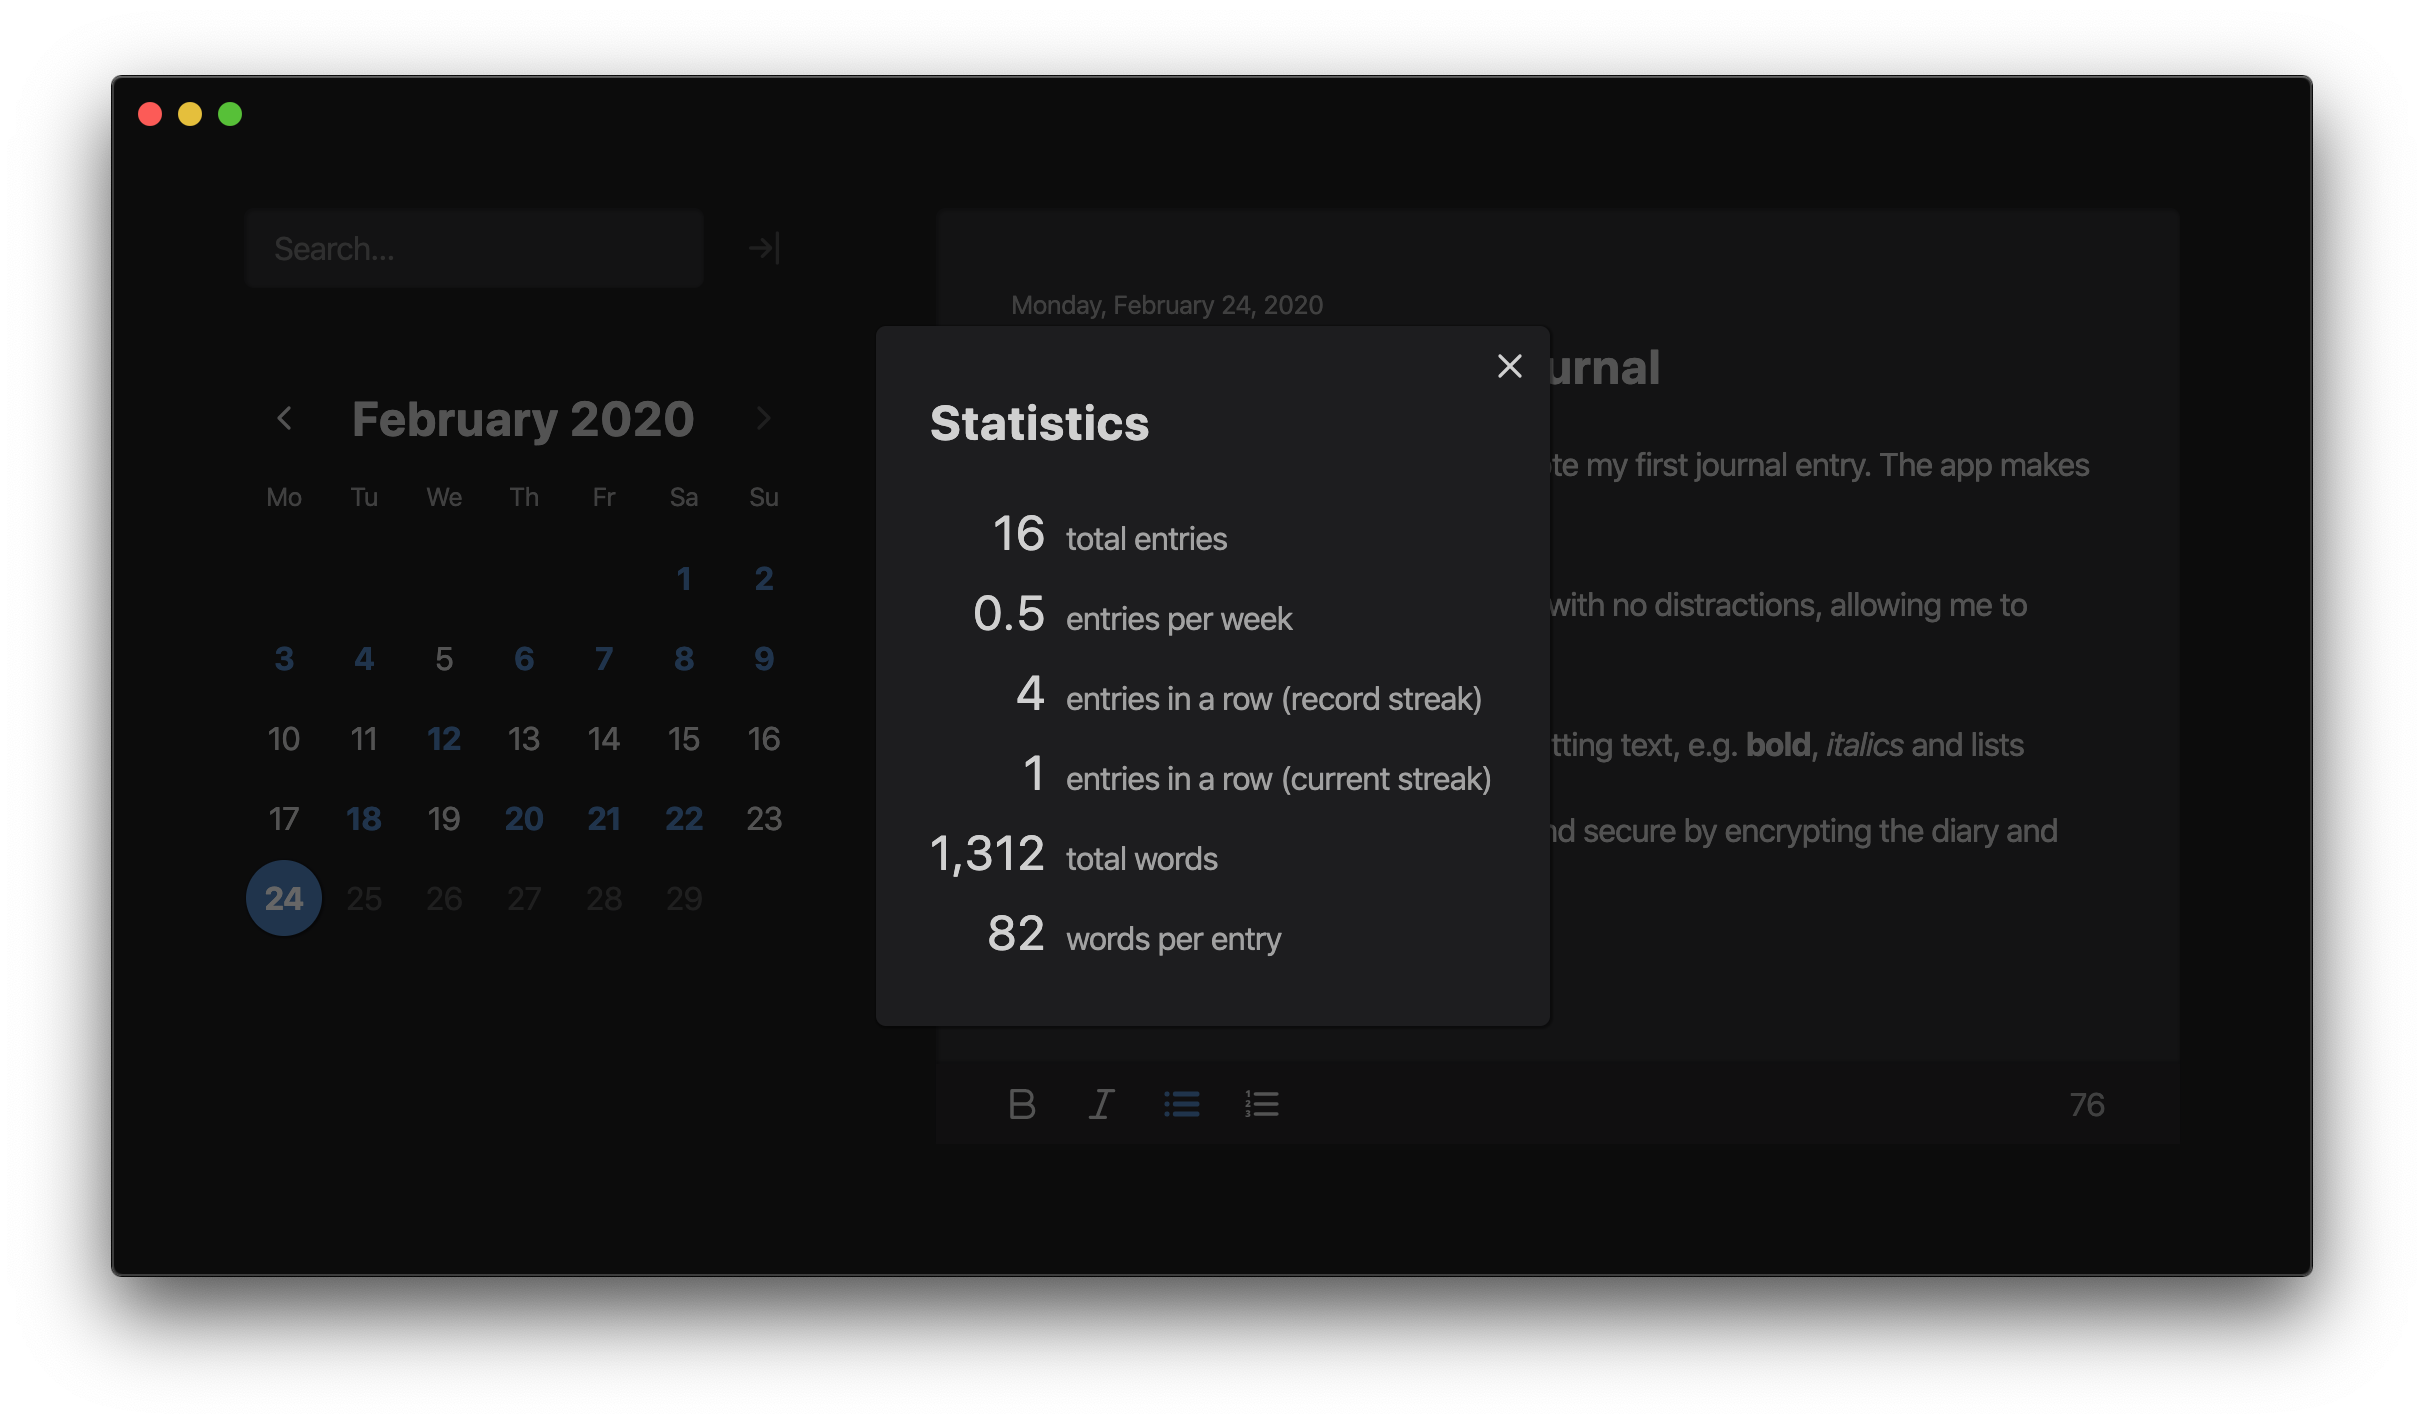 Search...
February 2020
Mo Tu We Th Fr Sa Su
1 2
3 4 5 6 7 8 9
10 11 12 13 14 15 16
17 18 19 20 21 22 23
24 25 26 27 28 29
Monday, February 24, 2020
urnal
te my first journal entry. The app makes
with no distractions, allowing me to
tting text, e.g. bold, italics and lists
nd secure by encrypting the diary and
Statistics
16 total entries
0.5 entries per week
4 entries in a row (record streak)
1 entries in a row (current streak)
1,312 total words
82 words per entry
B I 76